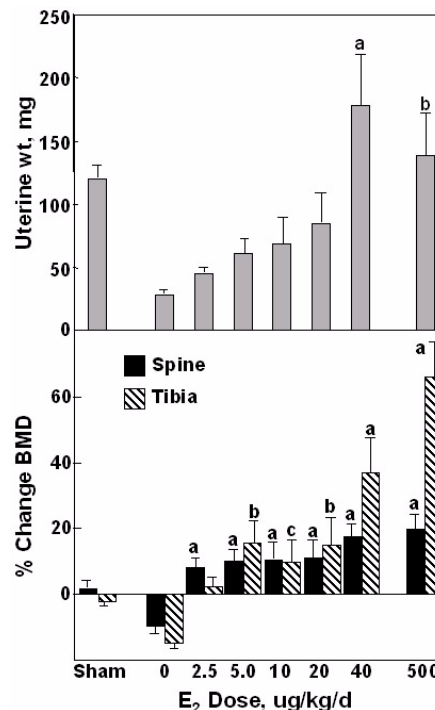 250
a
200
b
150
100
50
0
Uterine wt, mg
Spine
Tibia
a
60
a
40
b
c
b
a
a
a
a
a
a
20
0
% Change BMD
Sham 0 2.5 5.0 10 20 40 500
E₂ Dose, ug/kg/d